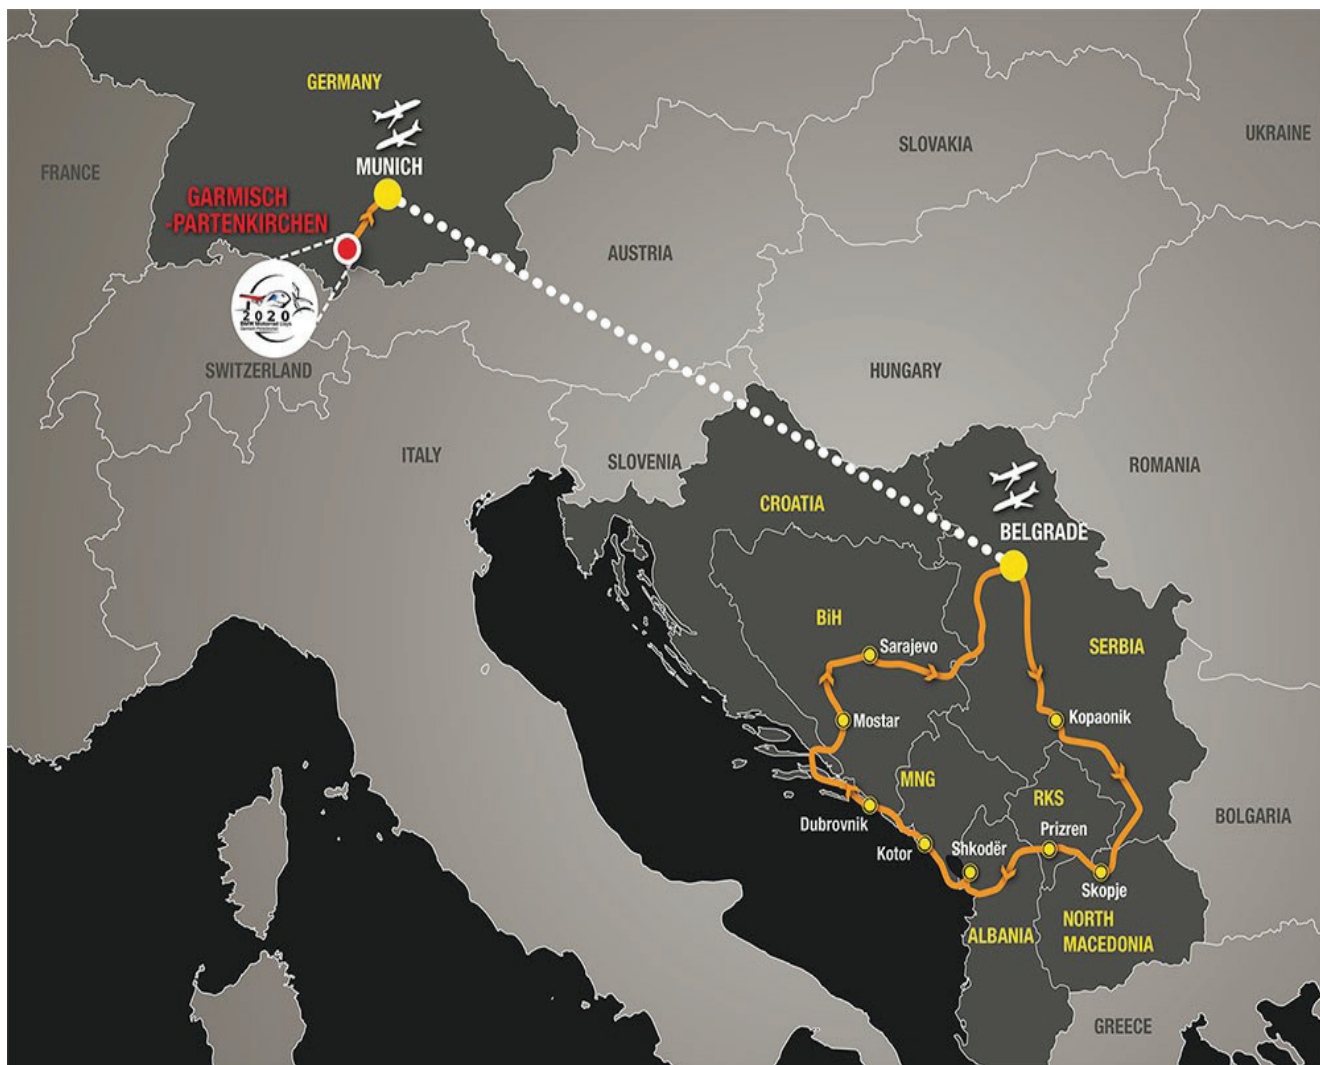 GERMANY
MUNICH
GARMISCH
-PARTENKIRCHEN
2020
FRANCE
SWITZERLAND
AUSTRIA
SLOVAKIA
UKRAINE
HUNGARY
ITALY
SLOVENIA
CROATIA
ROMANIA
BELGRADE
BiH
Sarajevo
SERBIA
Mostar
Kopaonik
MNG
RKS
Dubrovnik
Prizren
Kotor
Shkodër
Skopje
BOLGARIA
ALBANIA
NORTH
MACEDONIA
GREECE